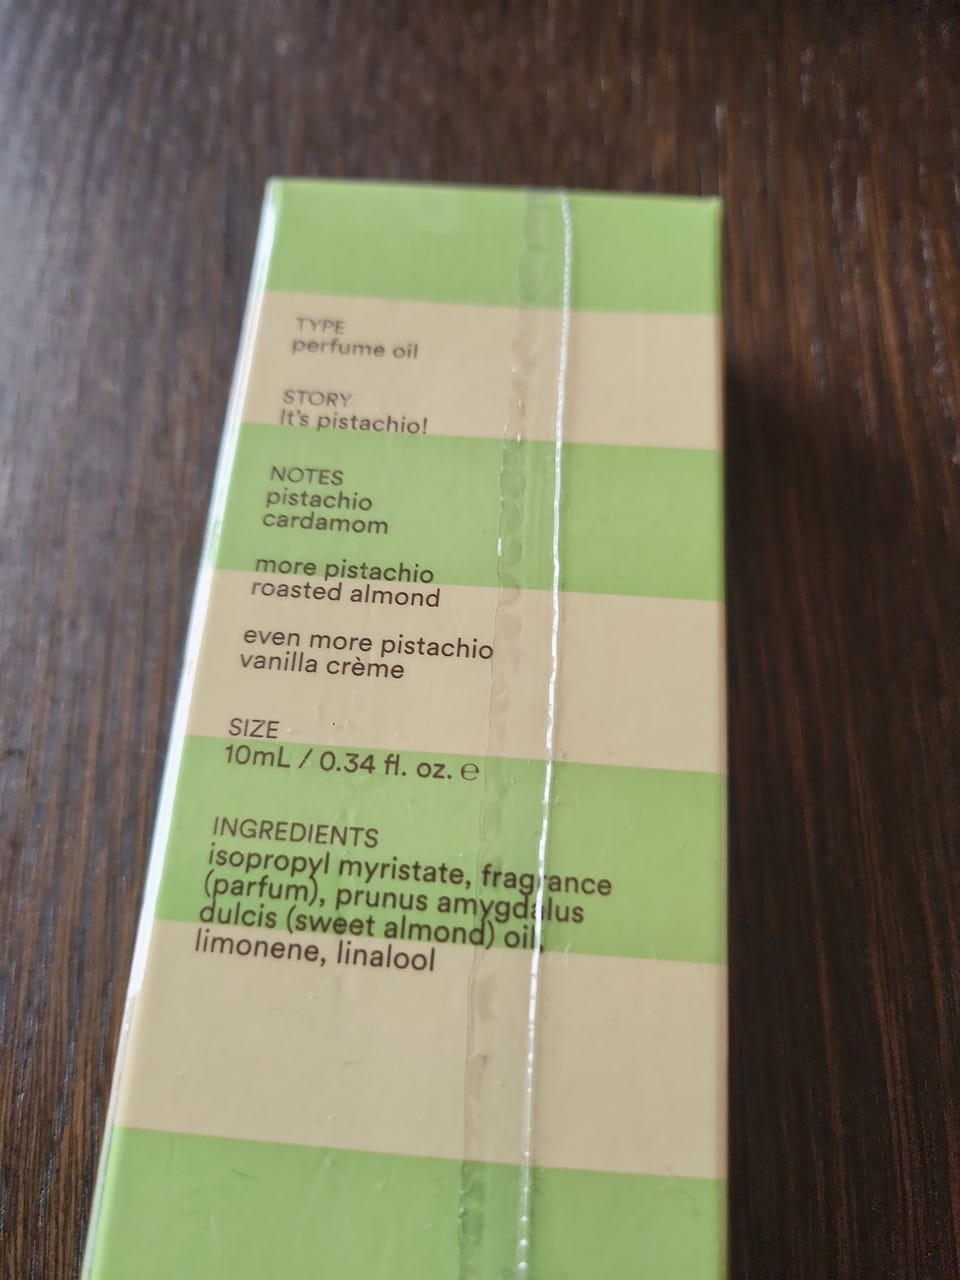 TYPE
perfume oil
STORY
It's pistachio!
NOTES
pistachio
cardamom
more pistachio
roasted almond
even more pistachio
vanilla crème
SIZE
10mL / 0.34 fl. oz. ℮
INGREDIENTS
isopropyl myristate, fragrance
(parfum), prunus amygdalus
dulcis (sweet almond) oil,
limonene, linalool